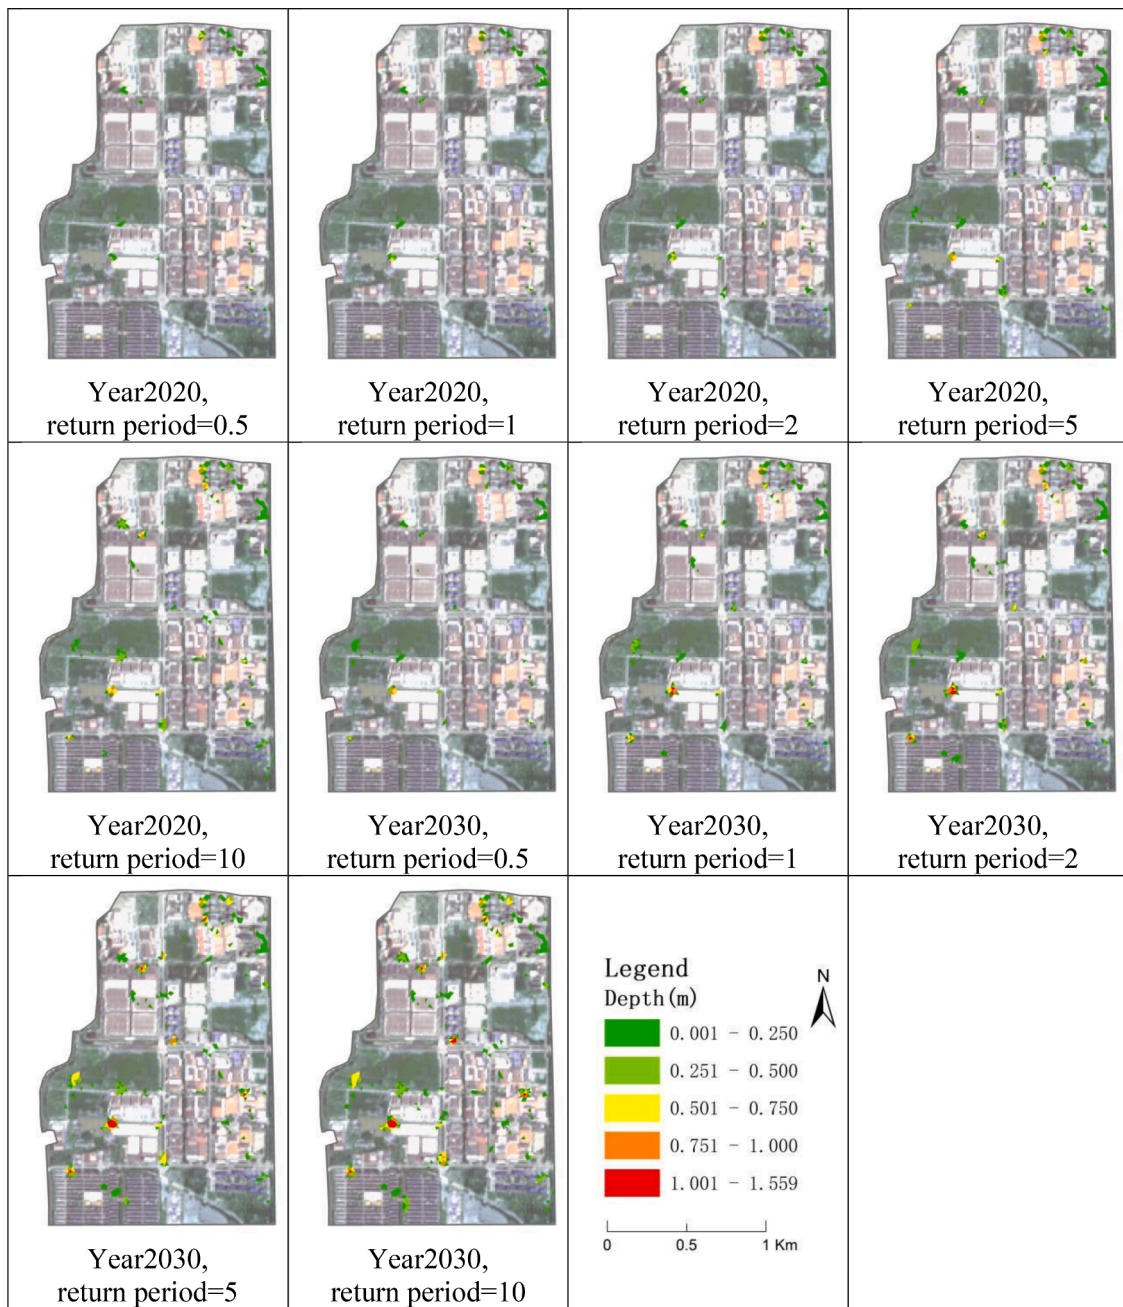 Year2020,
return period=0.5
Year2020,
return period=1
Year2020,
return period=2
Year2020,
return period=5
Year2020,
return period=10
Year2030,
return period=0.5
Year2030,
return period=1
Year2030,
return period=2
Year2030,
return period=5
Year2030,
return period=10
Legend
Depth(m)
0.001 - 0.250
0.251 - 0.500
0.501 - 0.750
0.751 - 1.000
1.001 - 1.559
N
0 0.5 1 Km